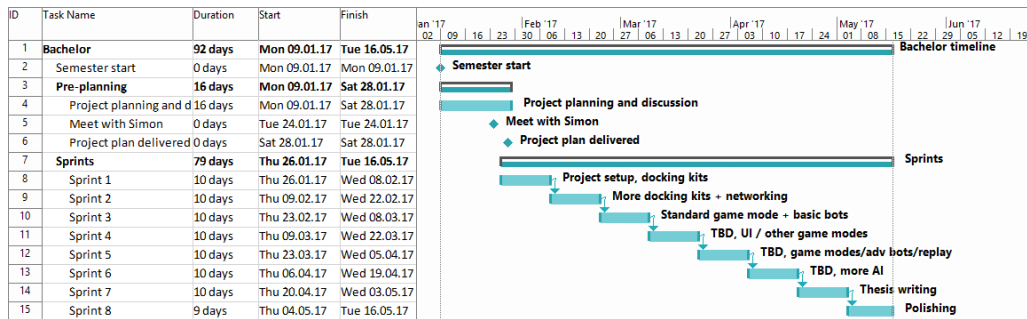 ID Task Name Duration Start Finish an '17 Feb '17 Mar '17 Apr '17 May '17 Jun '17
02 09 16 23 30 06 13 20 27 06 13 20 27 03 10 17 24 01 08 15 22 29 05 12 19
1 Bachelor 92 days Mon 09.01.17 Tue 16.05.17 Bachelor timeline
2 Semester start 0 days Mon 09.01.17 Mon 09.01.17 Semester start
3 Pre-planning 16 days Mon 09.01.17 Sat 28.01.17
4 Project planning and d 16 days Mon 09.01.17 Sat 28.01.17 Project planning and discussion
5 Meet with Simon 0 days Tue 24.01.17 Tue 24.01.17 Meet with Simon
6 Project plan delivered 0 days Sat 28.01.17 Sat 28.01.17 Project plan delivered
7 Sprints 79 days Thu 26.01.17 Tue 16.05.17 Sprints
8 Sprint 1 10 days Thu 26.01.17 Wed 08.02.17 Project setup, docking kits
9 Sprint 2 10 days Thu 09.02.17 Wed 22.02.17 More docking kits + networking
10 Sprint 3 10 days Thu 23.02.17 Wed 08.03.17 Standard game mode + basic bots
11 Sprint 4 10 days Thu 09.03.17 Wed 22.03.17 TBD, UI / other game modes
12 Sprint 5 10 days Thu 23.03.17 Wed 05.04.17 TBD, game modes/adv bots/replay
13 Sprint 6 10 days Thu 06.04.17 Wed 19.04.17 TBD, more AI
14 Sprint 7 10 days Thu 20.04.17 Wed 03.05.17 Thesis writing
15 Sprint 8 9 days Thu 04.05.17 Tue 16.05.17 Polishing